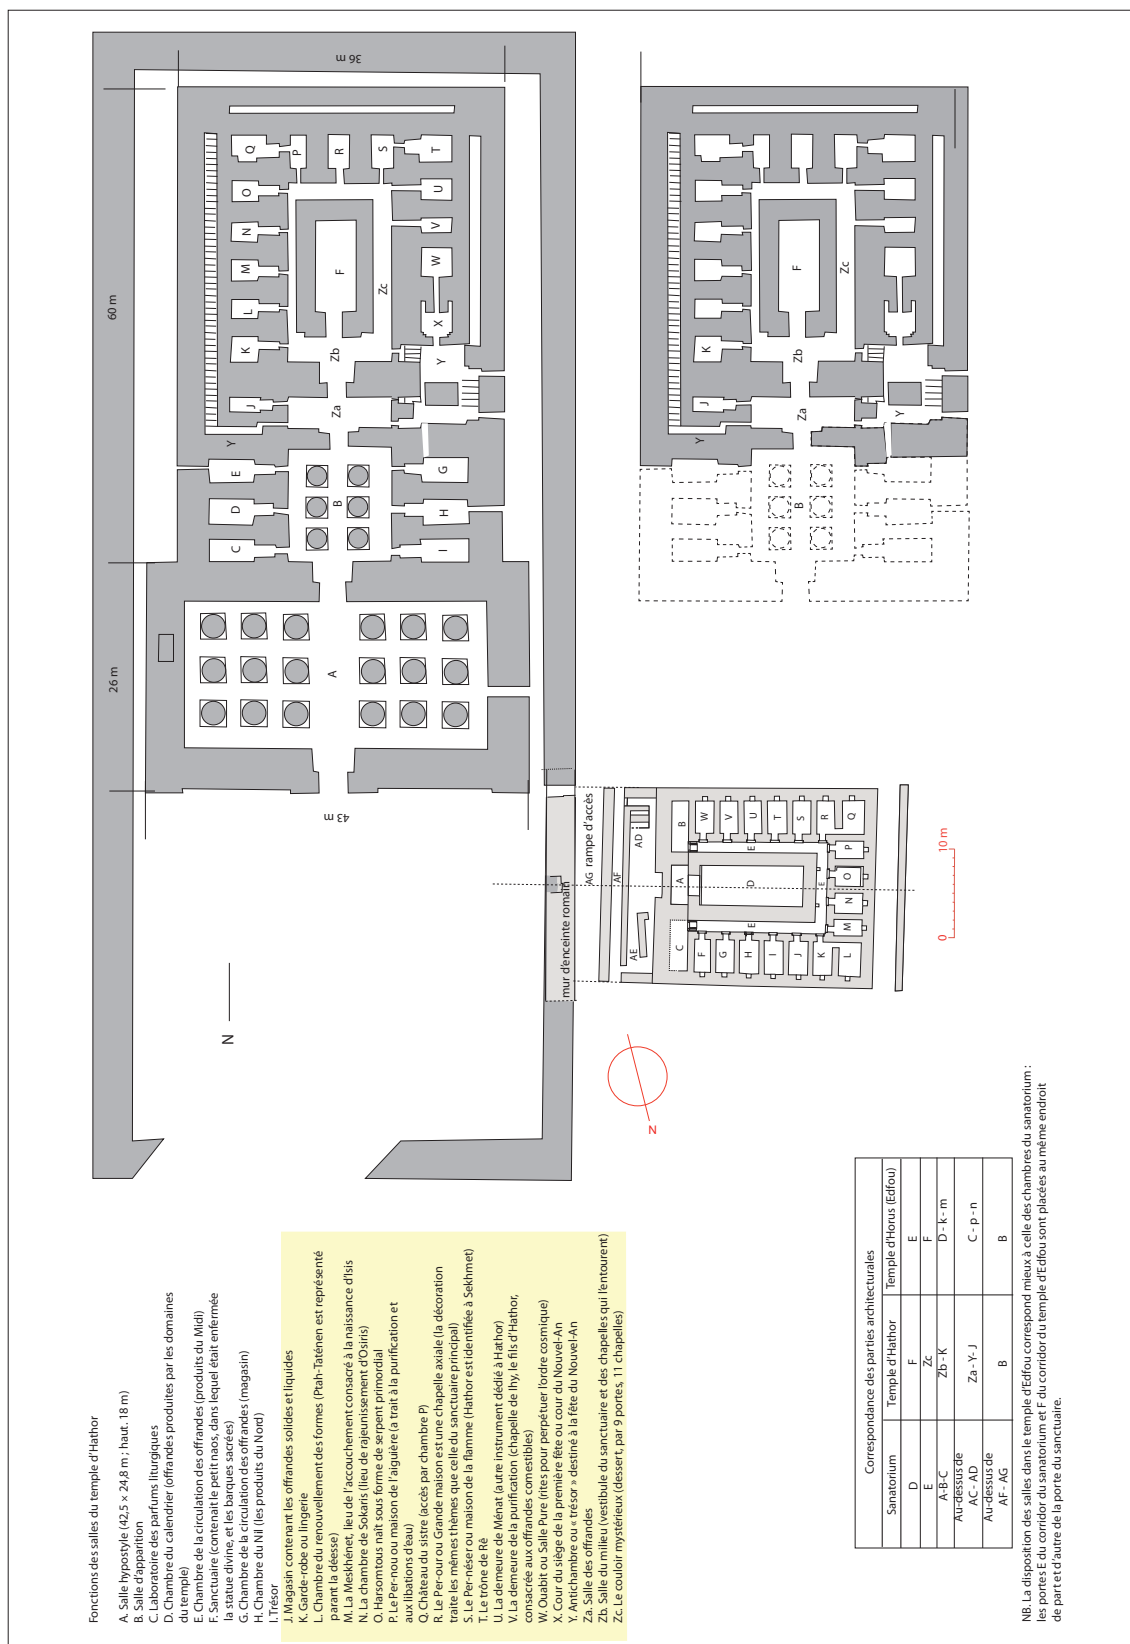 Fonctions des salles du temple d'Hathor
A. Salle hypostyle (42,5 × 24,8 m ; haut. 18 m)
B. Salle d'apparition
C. Laboratoire des parfums liturgiques
D. Chambre du calendrier (offrandes produites par les domaines
du temple)
E. Chambre de la circulation des offrandes (produits du Midi)
F. Sanctuaire (contenait le petit naos, dans lequel était enfermée
la statue divine, et les barques sacrées)
G. Chambre de la circulation des offrandes (magasin)
H. Chambre du Nil (les produits du Nord)
I. Trésor
J. Magasin contenant les offrandes solides et liquides
K. Garde-robe ou lingerie
L. Chambre du renouvellement des formes (Ptah-Taténen est représenté
parant la déesse)
M. La Meskhénet, lieu de l'accouchement consacré à la naissance d'Isis
N. La chambre de Sokaris (lieu de rajeunissement d'Osiris)
O. Harsomtous naît sous forme de serpent primordial
P. Le Per-nou ou maison de l'aiguière (a trait à la purification et
aux libations d'eau)
Q. Château du sistre (accès par chambre P)
R. Le Per-our ou Grande maison est une chapelle axiale (la décoration
traite les mêmes thèmes que celle du sanctuaire principal)
S. Le Per-néser ou maison de la flamme (Hathor est identifiée à Sekhmet)
T. Le trône de Rê
U. La demeure de Ménat (autre instrument dédié à Hathor)
V. La demeure de la purification (chapelle de Ihy, le fils d'Hathor,
consacrée aux offrandes comestibles)
W. Ouabit ou Salle Pure (rites pour perpétuer l'ordre cosmique)
X. Cour du siège de la première fête ou cour du Nouvel-An
Y. Antichambre ou « trésor » destiné à la fête du Nouvel-An
Za. Salle des offrandes
Zb. Salle du milieu (vestibule du sanctuaire et des chapelles qui l'entourent)
Zc. Le couloir mystérieux (dessert, par 9 portes, 11 chapelles)
60 m
26 m
36 m
43 m
Q
P
R
S
T
O
N
M
L
K
J
U
V
W
X
Y
F
Zc
Zb
Za
Y
E
D
C
B
G
H
I
A
N
F
Zc
Zb
K
J
Za
Y
Y
B
mur d'enceinte romain
AG rampe d'accès
AF
AE
AD
C
A
B
D
E
E
E
F
G
H
I
J
K
L
M
N
O
P
Q
R
S
T
U
V
W
N
0
10 m
Correspondance des parties architecturales
Sanatorium Temple d'Hathor Temple d'Horus (Edfou)
D F E
E Zc F
A-B-C Zb - K D - k - m
Au-dessus de
AC - AD Za - Y - J C - p - n
Au-dessus de
AF - AG B B
NB. La disposition des salles dans le temple d'Edfou correspond mieux à celle des chambres du sanatorium :
les portes E du corridor du sanatorium et F du corridor du temple d'Edfou sont placées au même endroit
de part et d'autre de la porte du sanctuaire.